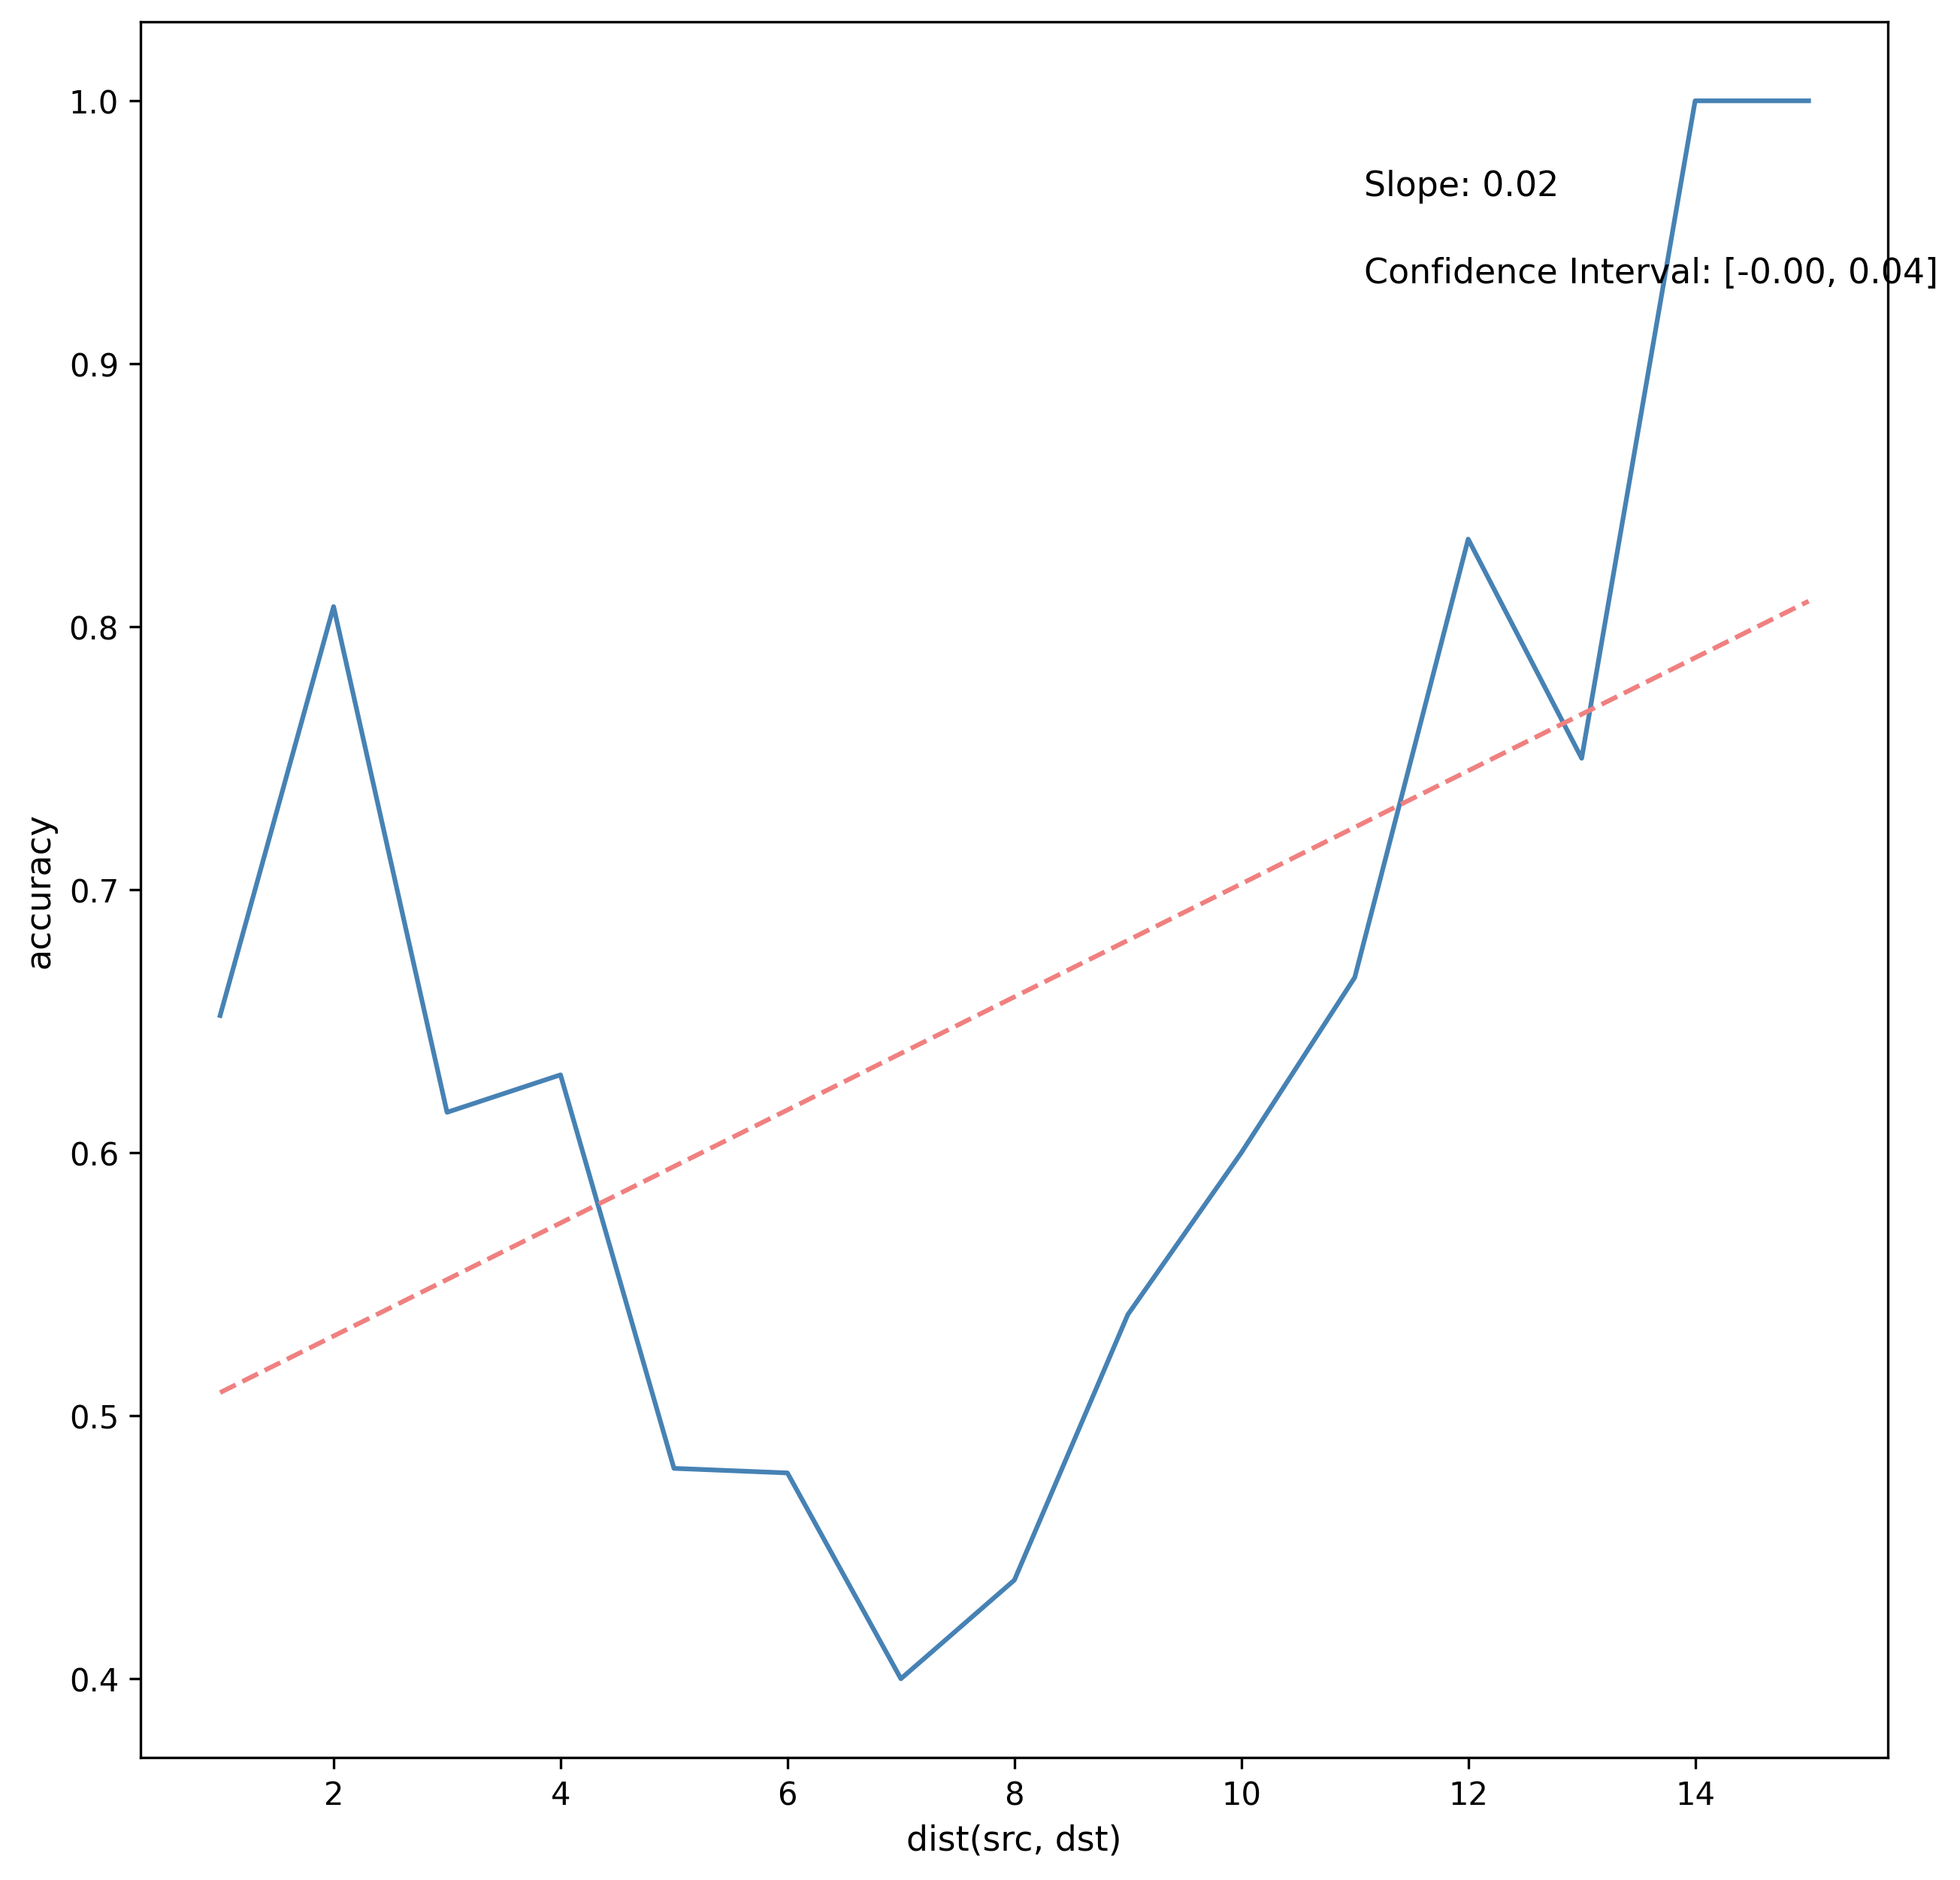 1.0
0.9
0.8
0.7
0.6
0.5
0.4
accuracy
Slope: 0.02
Confidence Interval: [-0.00, 0.04]
2 4 6 8 10 12 14
dist(src, dst)